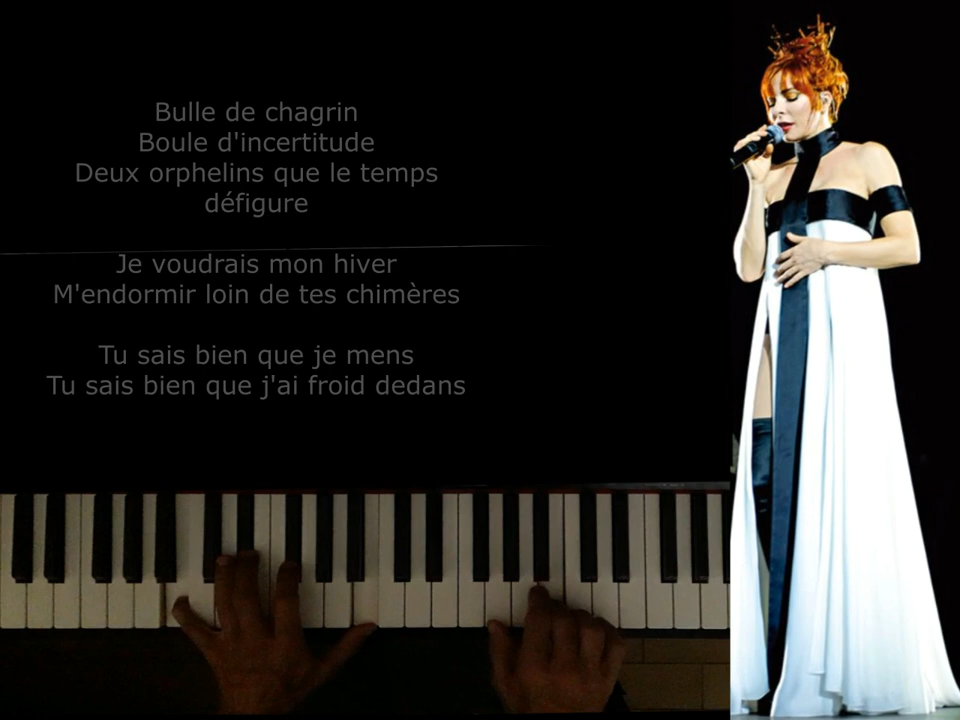 Bulle de chagrin
Boule d'incertitude
Deux orphelins que le temps
défigure
Je voudrais mon hiver
M'endormir loin de tes chimères
Tu sais bien que je mens
Tu sais bien que j'ai froid dedans